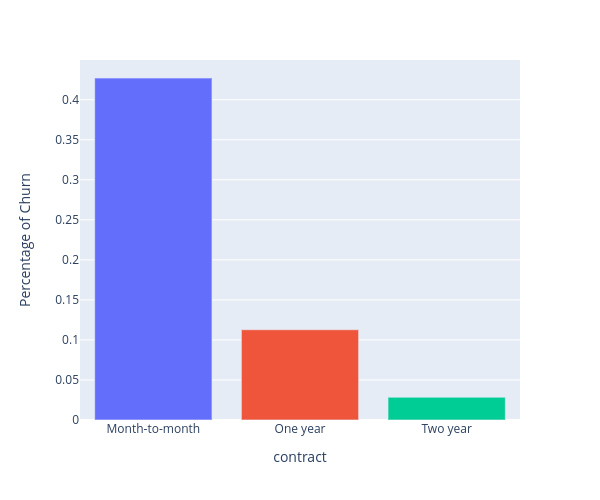 Percentage of Churn
0.4
0.35
0.3
0.25
0.2
0.15
0.1
0.05
0
Month-to-month
One year
Two year
contract